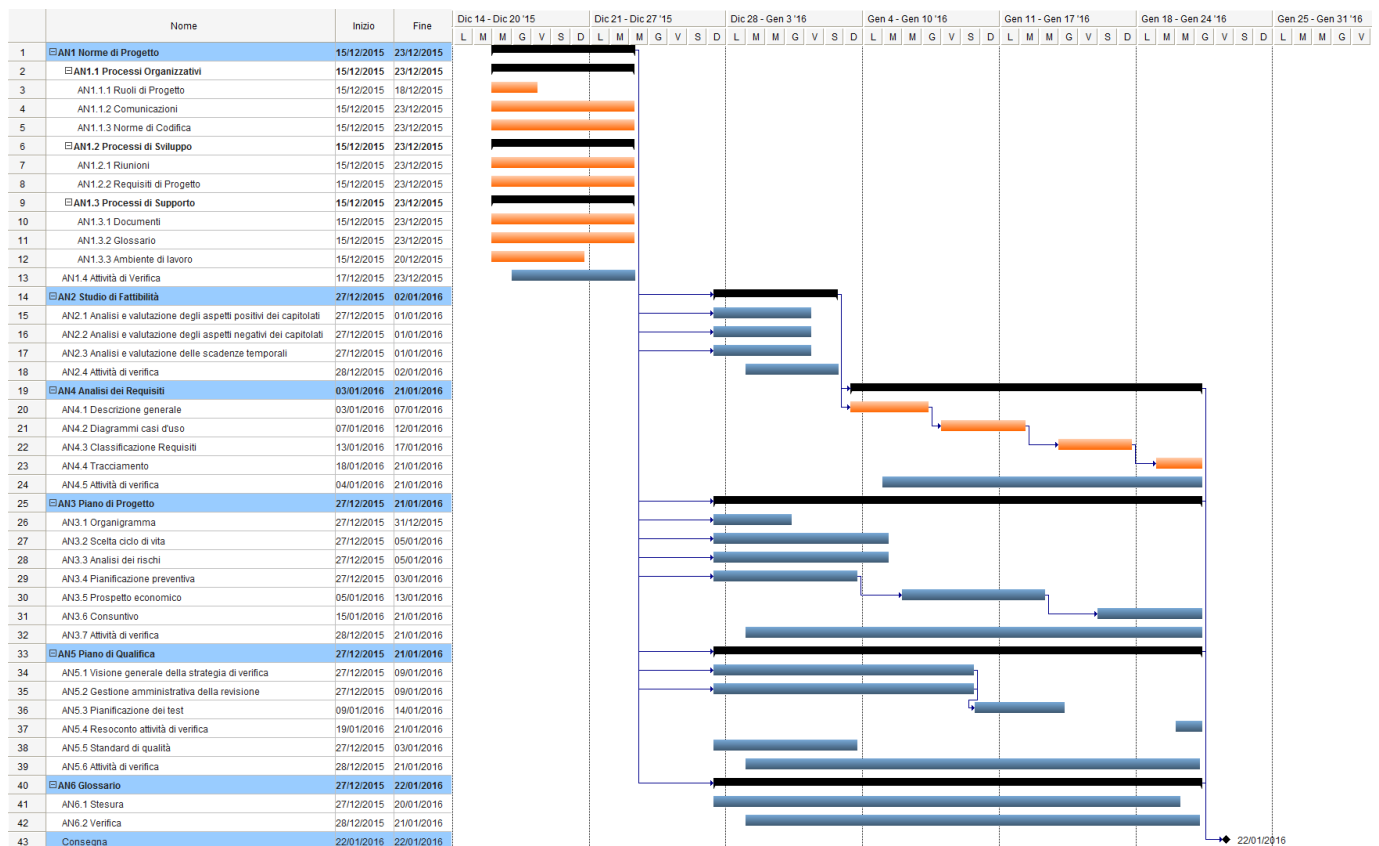 Nome Inizio Fine Dic 14 - Dic 20 '15 Dic 21 - Dic 27 '15 Dic 28 - Gen 3 '16 Gen 4 - Gen 10 '16 Gen 11 - Gen 17 '16 Gen 18 - Gen 24 '16 Gen 25 - Gen 31 '16
L M M G V S D L M M G V S D L M M G V S D L M M G V S D L M M G V S D L M M G V S D L M M G V
1 AN1 Norme di Progetto 15/12/2015 23/12/2015
2 AN1.1 Processi Organizzativi 15/12/2015 23/12/2015
3 AN1.1.1 Ruoli di Progetto 15/12/2015 18/12/2015
4 AN1.1.2 Comunicazioni 15/12/2015 23/12/2015
5 AN1.1.3 Norme di Codifica 15/12/2015 23/12/2015
6 AN1.2 Processi di Sviluppo 15/12/2015 23/12/2015
7 AN1.2.1 Riunioni 15/12/2015 23/12/2015
8 AN1.2.2 Requisiti di Progetto 15/12/2015 23/12/2015
9 AN1.3 Processi di Supporto 15/12/2015 23/12/2015
10 AN1.3.1 Documenti 15/12/2015 23/12/2015
11 AN1.3.2 Glossario 15/12/2015 23/12/2015
12 AN1.3.3 Ambiente di lavoro 15/12/2015 20/12/2015
13 AN1.4 Attività di Verifica 17/12/2015 23/12/2015
14 AN2 Studio di Fattibilità 27/12/2015 02/01/2016
15 AN2.1 Analisi e valutazione degli aspetti positivi dei capitolati 27/12/2015 01/01/2016
16 AN2.2 Analisi e valutazione degli aspetti negativi dei capitolati 27/12/2015 01/01/2016
17 AN2.3 Analisi e valutazione delle scadenze temporali 27/12/2015 01/01/2016
18 AN2.4 Attività di verifica 28/12/2015 02/01/2016
19 AN4 Analisi dei Requisiti 03/01/2016 21/01/2016
20 AN4.1 Descrizione generale 03/01/2016 07/01/2016
21 AN4.2 Diagrammi casi d'uso 07/01/2016 12/01/2016
22 AN4.3 Classificazione Requisiti 13/01/2016 17/01/2016
23 AN4.4 Tracciamento 18/01/2016 21/01/2016
24 AN4.5 Attività di verifica 04/01/2016 21/01/2016
25 AN3 Piano di Progetto 27/12/2015 21/01/2016
26 AN3.1 Organigramma 27/12/2015 31/12/2015
27 AN3.2 Scelta ciclo di vita 27/12/2015 05/01/2016
28 AN3.3 Analisi dei rischi 27/12/2015 05/01/2016
29 AN3.4 Pianificazione preventiva 27/12/2015 03/01/2016
30 AN3.5 Prospetto economico 05/01/2016 13/01/2016
31 AN3.6 Consuntivo 15/01/2016 21/01/2016
32 AN3.7 Attività di verifica 28/12/2015 21/01/2016
33 AN5 Piano di Qualifica 27/12/2015 21/01/2016
34 AN5.1 Visione generale della strategia di verifica 27/12/2015 09/01/2016
35 AN5.2 Gestione amministrativa della revisione 27/12/2015 09/01/2016
36 AN5.3 Pianificazione dei test 09/01/2016 14/01/2016
37 AN5.4 Resoconto attività di verifica 19/01/2016 21/01/2016
38 AN5.5 Standard di qualità 27/12/2015 03/01/2016
39 AN5.6 Attività di verifica 28/12/2015 21/01/2016
40 AN6 Glossario 27/12/2015 22/01/2016
41 AN6.1 Stesura 27/12/2015 20/01/2016
42 AN6.2 Verifica 28/12/2015 21/01/2016
43 Consegna 22/01/2016 22/01/2016 22/01/2016